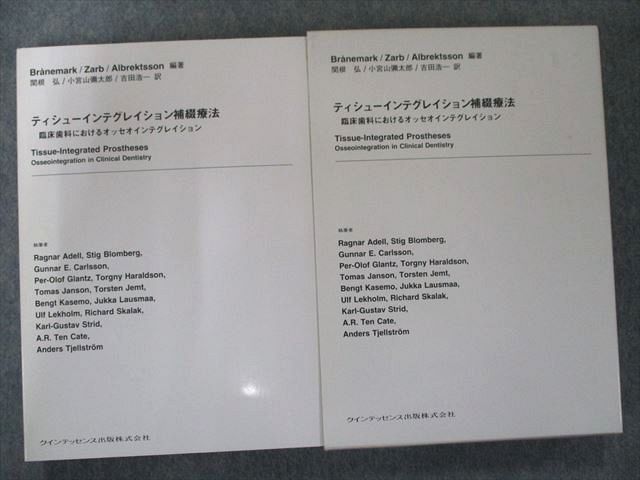 Brånemark / Zarb / Albrektsson 編著
関根 弘 / 小宮山彌太郎 / 吉田浩一 訳
ティシューインテグレイション補綴療法
臨床歯科におけるオッセオインテグレイション
Tissue-Integrated Prostheses
Osseointegration in Clinical Dentistry
執筆者
Ragnar Adell, Stig Blomberg,
Gunnar E. Carlsson,
Per-Olof Glantz, Torgny Haraldson,
Tomas Janson, Torsten Jemt,
Bengt Kasemo, Jukka Lausmaa,
Ulf Lekholm, Richard Skalak,
Karl-Gustav Strid,
A.R. Ten Cate,
Anders Tjellström
クインテッセンス出版株式会社
Brånemark / Zarb / Albrektsson 編著
関根 弘 / 小宮山彌太郎 / 吉田浩一 訳
ティシューインテグレイション補綴療法
臨床歯科におけるオッセオインテグレイション
Tissue-Integrated Prostheses
Osseointegration in Clinical Dentistry
執筆者
Ragnar Adell, Stig Blomberg,
Gunnar E. Carlsson,
Per-Olof Glantz, Torgny Haraldson,
Tomas Janson, Torsten Jemt,
Bengt Kasemo, Jukka Lausmaa,
Ulf Lekholm, Richard Skalak,
Karl-Gustav Strid,
A.R. Ten Cate,
Anders Tjellström
クインテッセンス出版株式会社